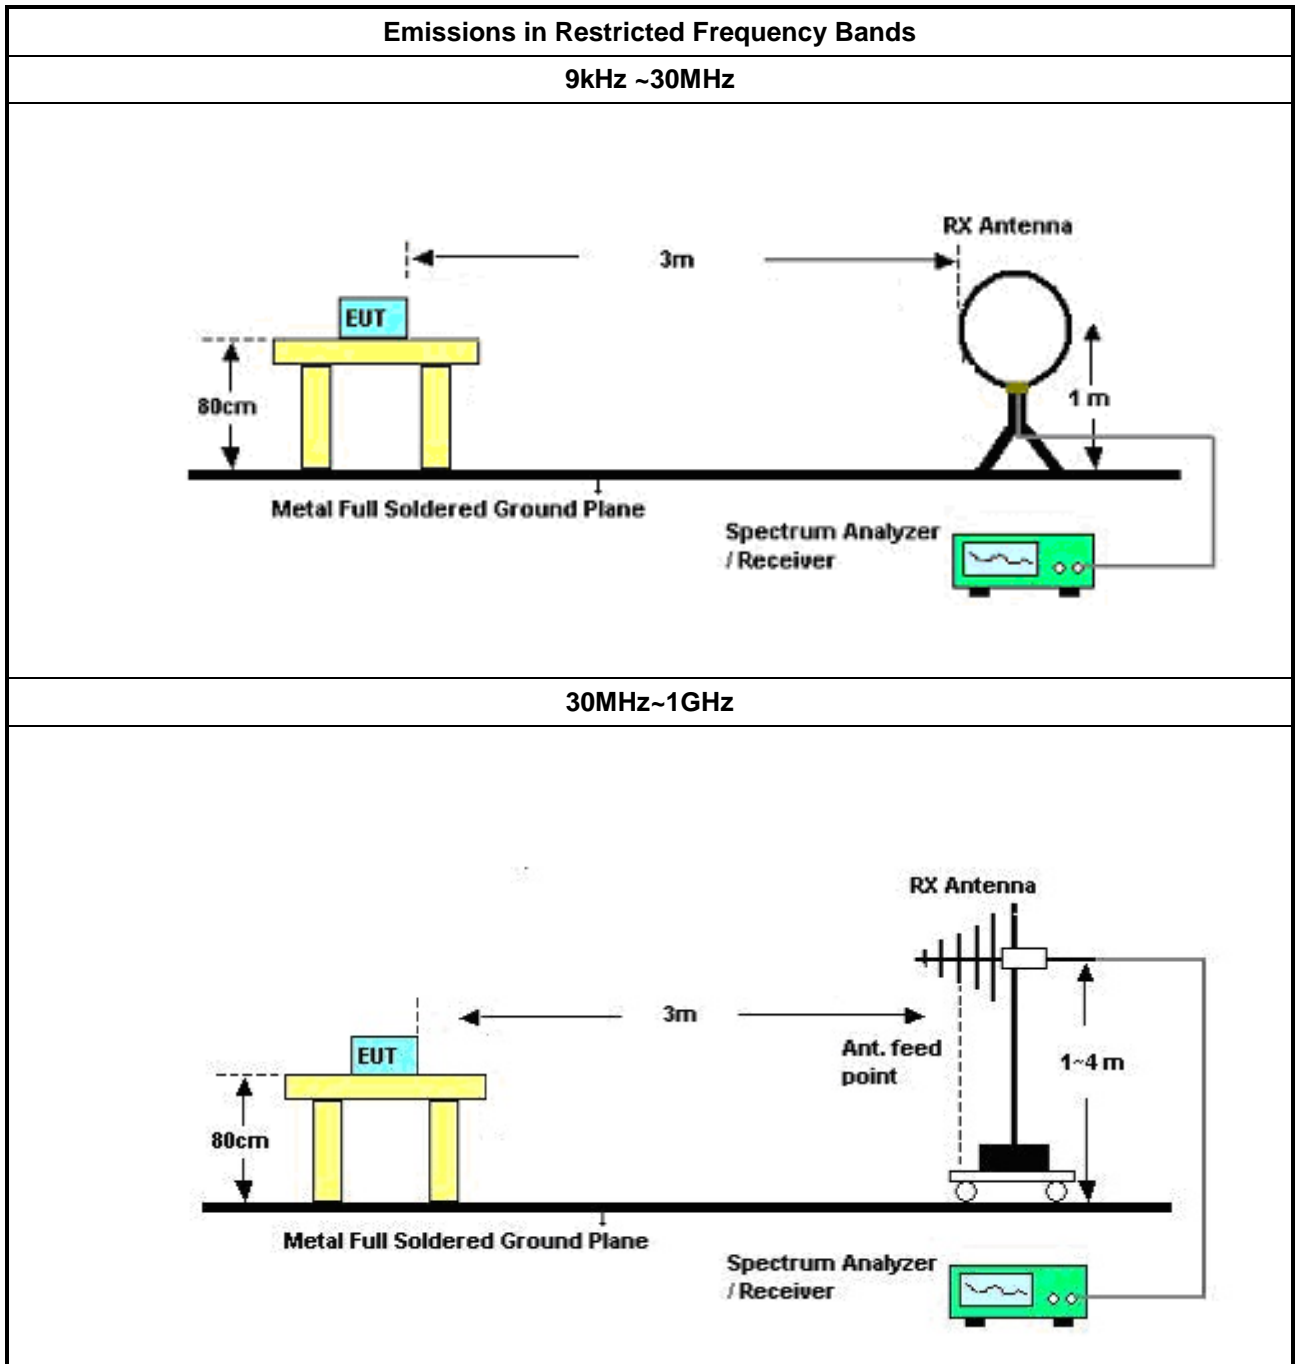 Emissions in Restricted Frequency Bands
9kHz ~30MHz
RX Antenna
3m
EUT
80cm
1 m
Metal Full Soldered Ground Plane
Spectrum Analyzer
/ Receiver
30MHz~1GHz
RX Antenna
3m
Ant. feed
point
EUT
1~4 m
80cm
Metal Full Soldered Ground Plane
Spectrum Analyzer
/ Receiver